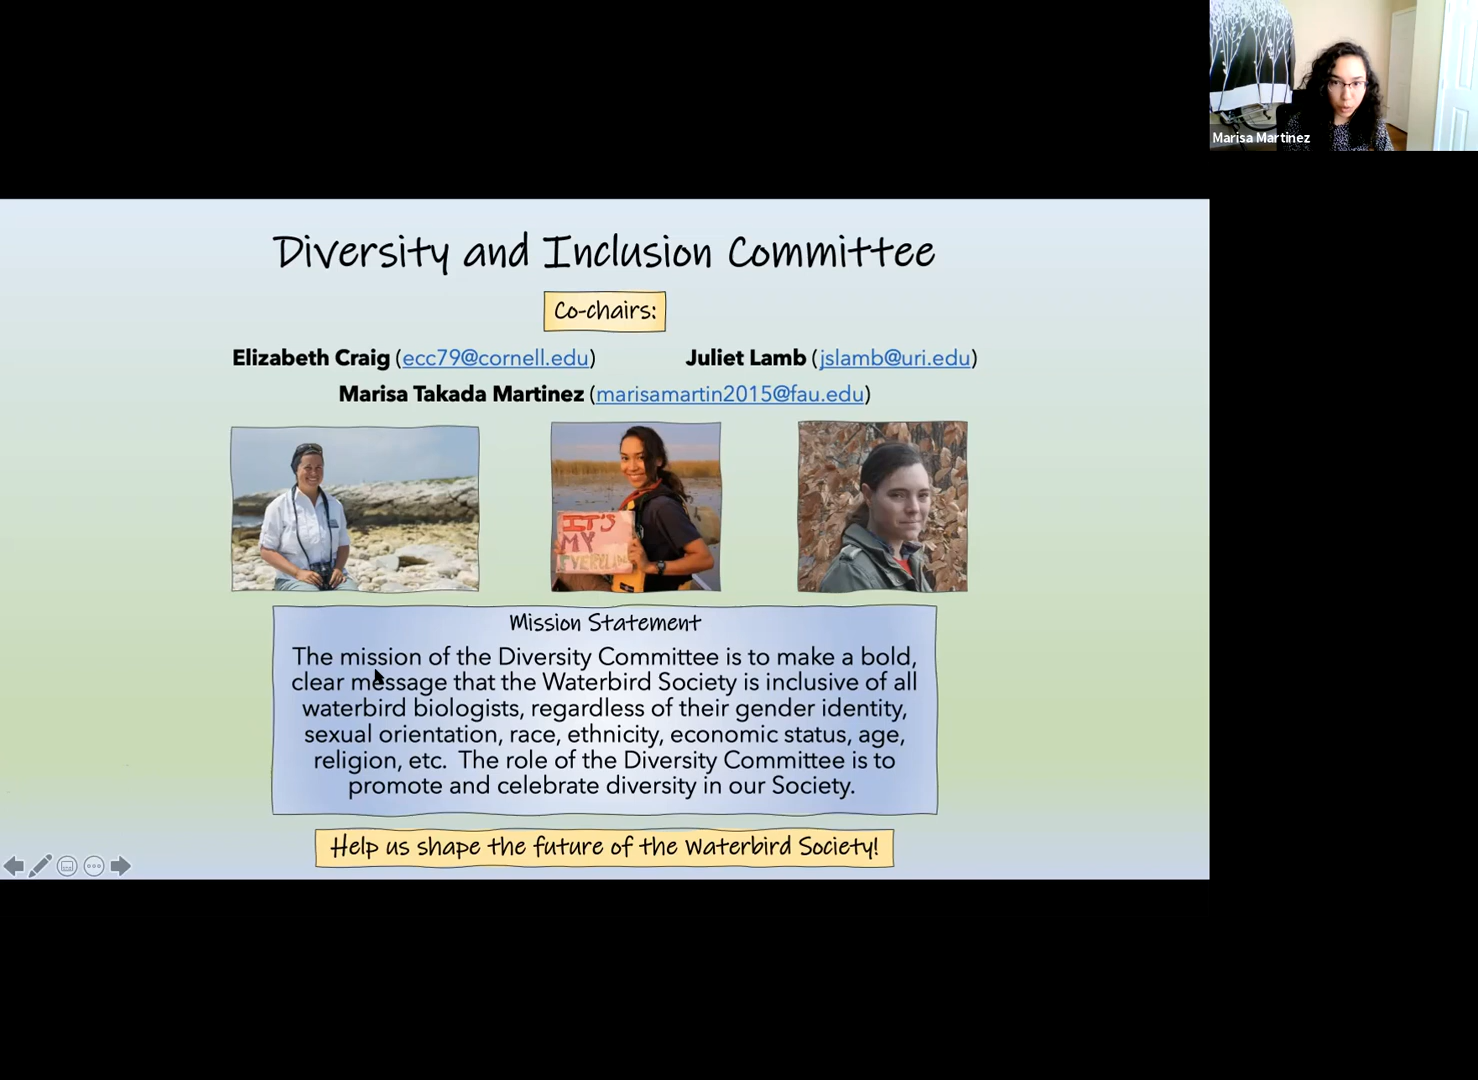 Marisa Martinez
Diversity and Inclusion Committee
Co-chairs:
Elizabeth Craig (ecc79@cornell.edu)
Juliet Lamb (jslamb@uri.edu)
Marisa Takada Martinez (marisamartin2015@fau.edu)
IT'S
MY
Mission Statement
The mission of the Diversity Committee is to make a bold,
clear message that the Waterbird Society is inclusive of all
waterbird biologists, regardless of their gender identity,
sexual orientation, race, ethnicity, economic status, age,
religion, etc. The role of the Diversity Committee is to
promote and celebrate diversity in our Society.
Help us shape the future of the Waterbird Society!